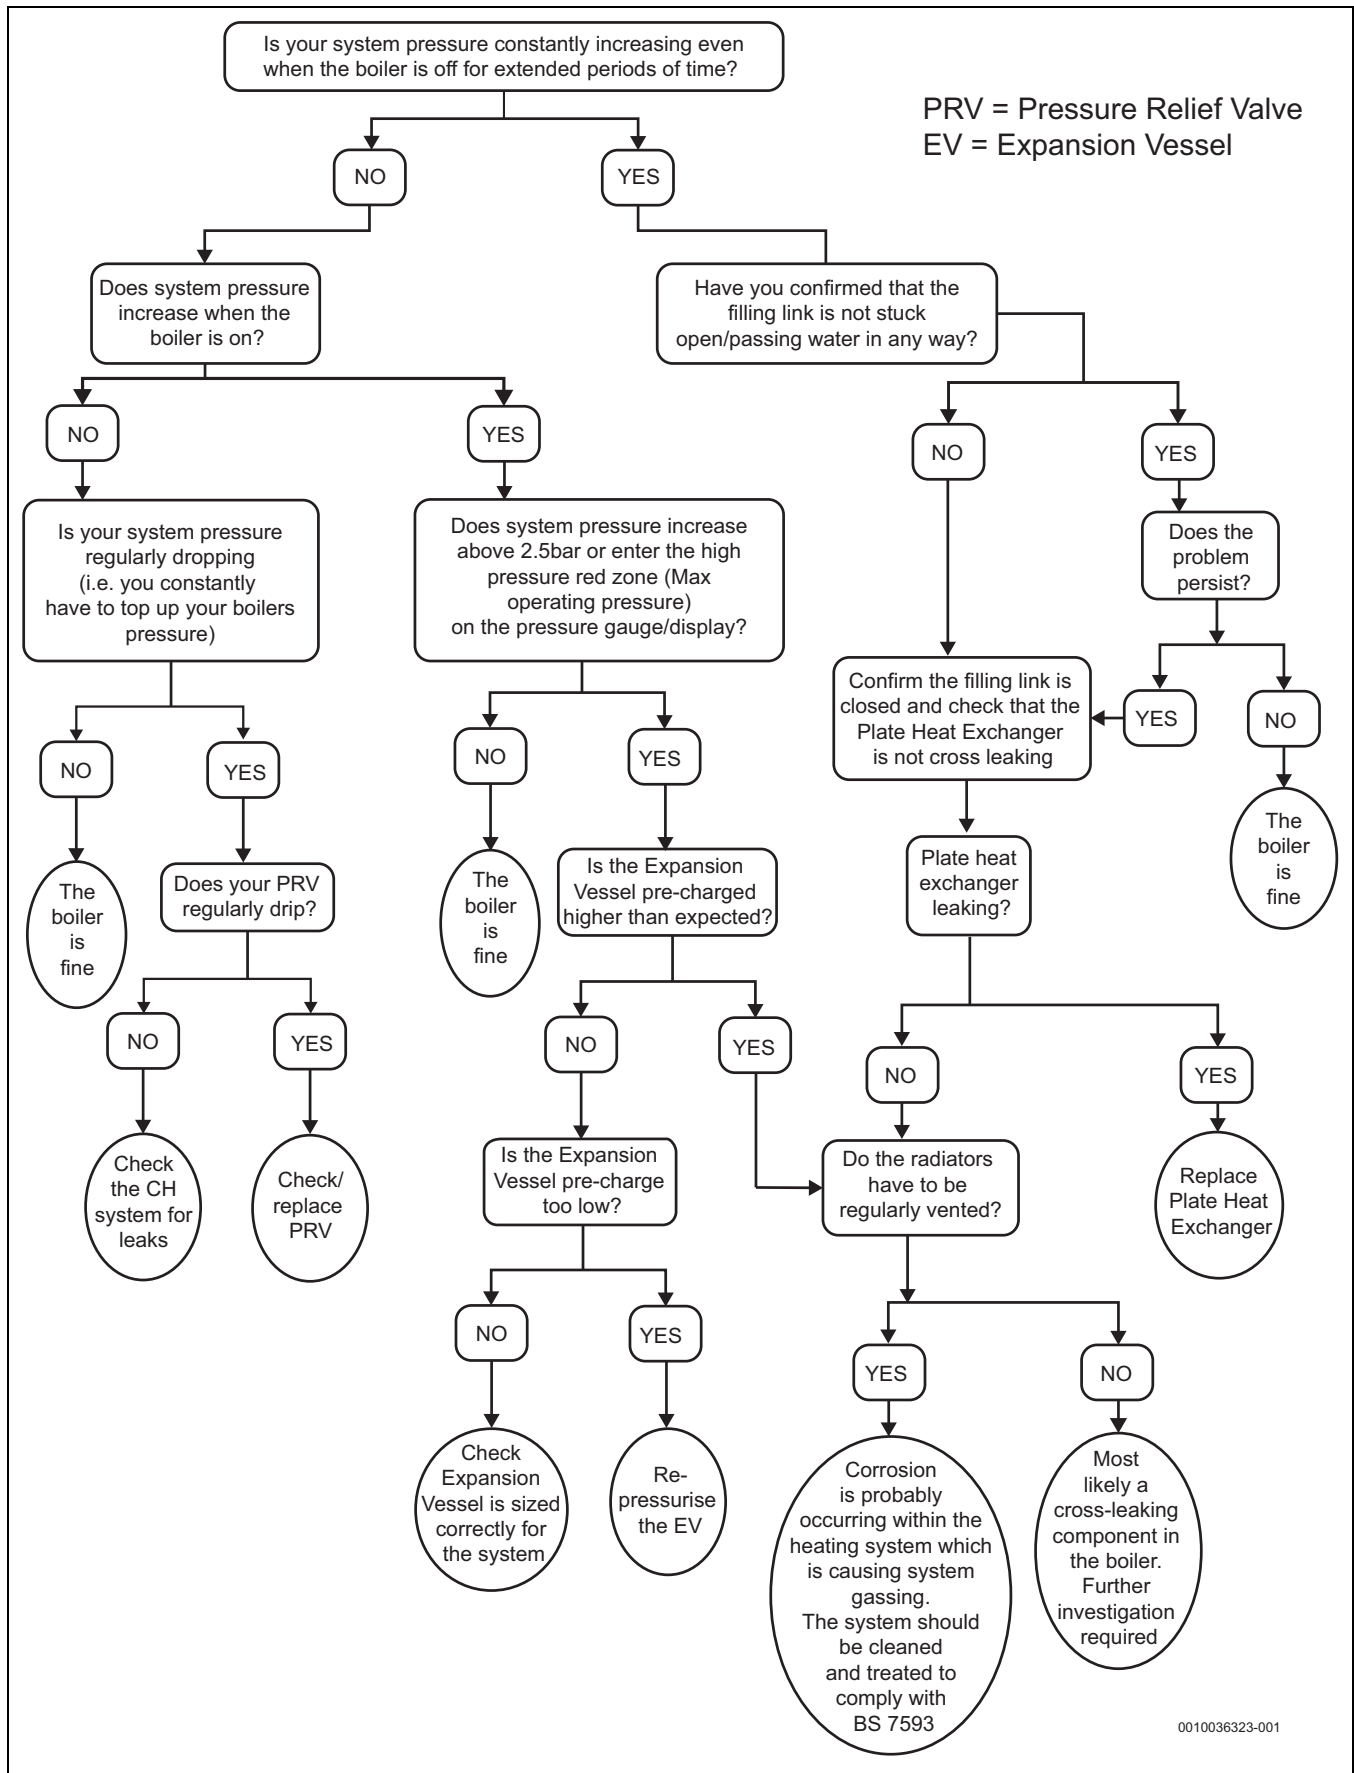 Is your system pressure constantly increasing even
when the boiler is off for extended periods of time?
PRV = Pressure Relief Valve
EV = Expansion Vessel
NO
YES
Does system pressure
increase when the
boiler is on?
Have you confirmed that the
filling link is not stuck
open/passing water in any way?
NO
YES
NO
YES
Is your system pressure
regularly dropping
(i.e. you constantly
have to top up your boilers
pressure)
Does system pressure increase
above 2.5bar or enter the high
pressure red zone (Max
operating pressure)
on the pressure gauge/display?
Does the
problem
persist?
Confirm the filling link is
closed and check that the
Plate Heat Exchanger
is not cross leaking
YES
NO
NO
YES
NO
YES
The
boiler
is
fine
Does your PRV
regularly drip?
The
boiler
is
fine
Is the Expansion
Vessel pre-charged
higher than expected?
Plate heat
exchanger
leaking?
The
boiler
is
fine
NO
YES
NO
YES
NO
YES
Check
the CH
system for
leaks
Check/
replace
PRV
Is the Expansion
Vessel pre-charge
too low?
Do the radiators
have to be
regularly vented?
Replace
Plate Heat
Exchanger
NO
YES
YES
NO
Check
Expansion
Vessel is sized
correctly for
the system
Re-
pressurise
the EV
Corrosion
is probably
occurring within the
heating system which
is causing system
gassing.
The system should
be cleaned
and treated to
comply with
BS 7593
Most
likely a
cross-leaking
component in
the boiler.
Further
investigation
required
0010036323-001